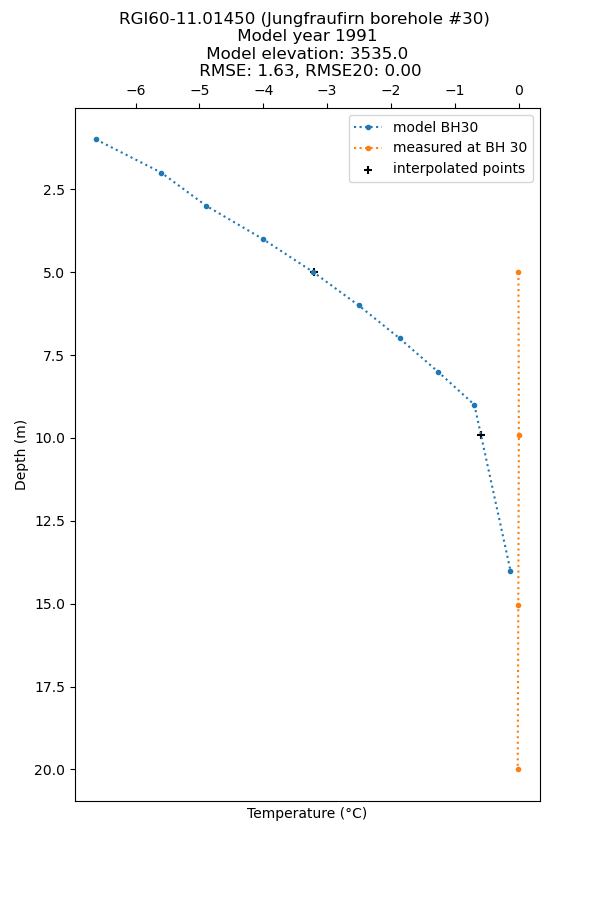 RGI60-11.01450 (Jungfraufirn borehole #30)
Model year 1991
Model elevation: 3535.0
RMSE: 1.63, RMSE20: 0.00
−6 −5 −4 −3 −2 −1 0
model BH30
measured at BH 30
interpolated points
2.5
5.0
7.5
10.0
12.5
15.0
17.5
20.0
Depth (m)
Temperature (°C)